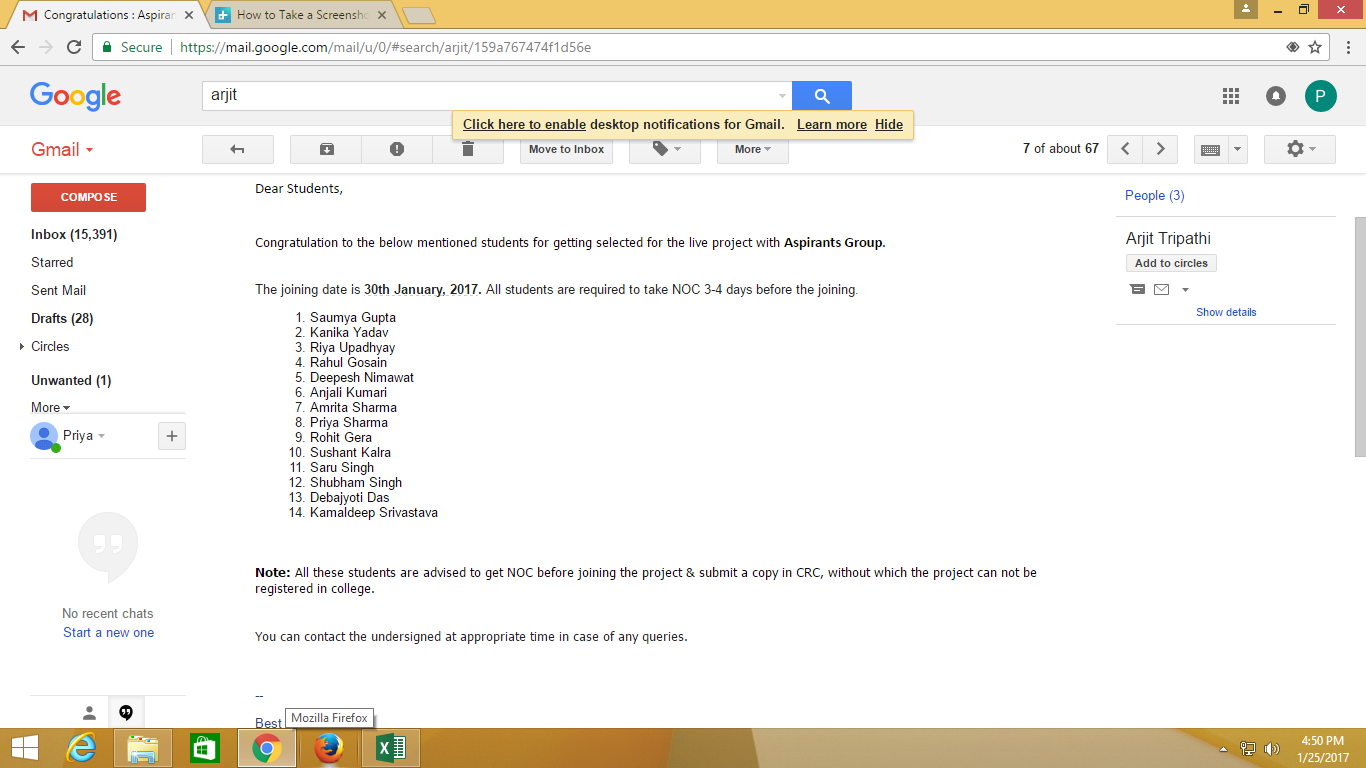 Congratulations : Aspiran
How to Take a Screensho
Secure
https://mail.google.com/mail/u/0/#search/arjit/159a767474f1d56e
Google
arjit
P
Click here to enable desktop notifications for Gmail. Learn more Hide
Gmail
Move to Inbox
More
7 of about 67
COMPOSE
Inbox (15,391)
Starred
Sent Mail
Drafts (28)
Circles
Unwanted (1)
More
Priya
No recent chats
Start a new one
Dear Students,
Congratulation to the below mentioned students for getting selected for the live project with Aspirants Group.
The joining date is 30th January, 2017. All students are required to take NOC 3-4 days before the joining.
1. Saumya Gupta
2. Kanika Yadav
3. Riya Upadhyay
4. Rahul Gosain
5. Deepesh Nimawat
6. Anjali Kumari
7. Amrita Sharma
8. Priya Sharma
9. Rohit Gera
10. Sushant Kalra
11. Saru Singh
12. Shubham Singh
13. Debajyoti Das
14. Kamaldeep Srivastava
Note: All these students are advised to get NOC before joining the project & submit a copy in CRC, without which the project can not be
registered in college.
You can contact the undersigned at appropriate time in case of any queries.
--
Best
Mozilla Firefox
People (3)
Arjit Tripathi
Add to circles
Show details
4:50 PM
1/25/2017